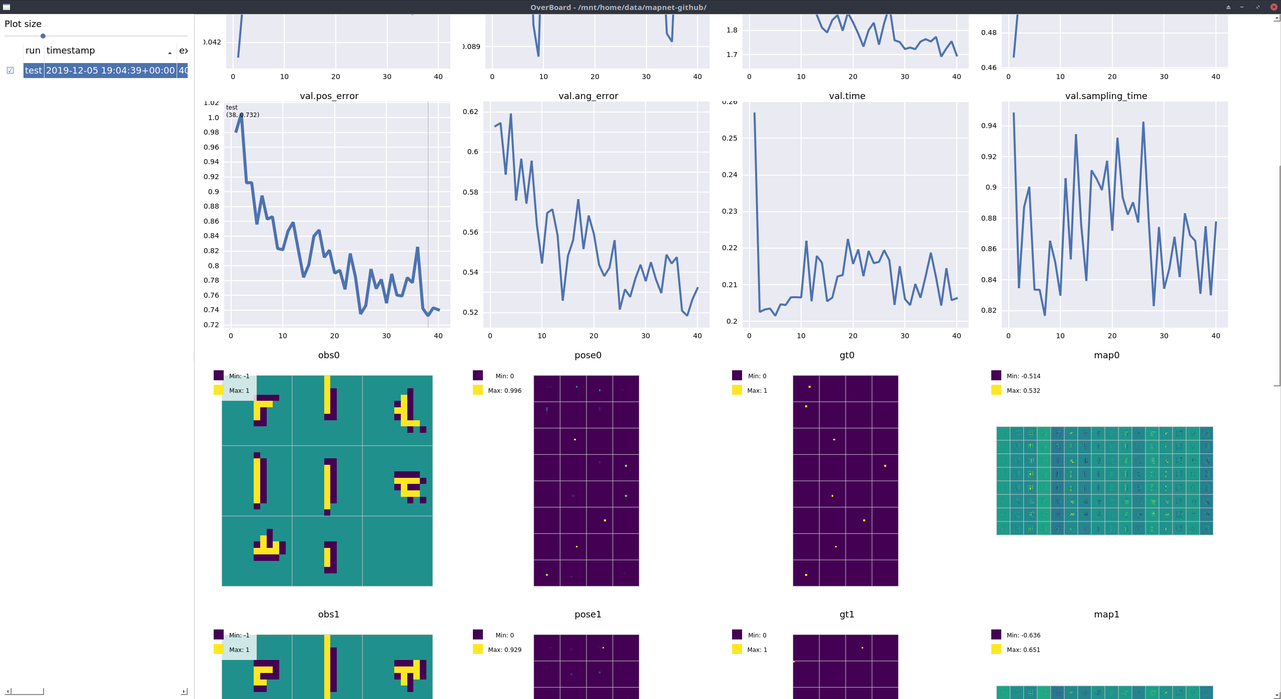 OverBoard - /mnt/home/data/mapnet-github/
Plot size
run timestamp ex
test 2019-12-05 19:04:39+00:00 40
0.042
0 10 20 30 40
0.089
0 10 20 30 40
1.8
1.7
0 10 20 30 40
0.48
0.46
0 10 20 30 40
val.pos_error
1.02
1.0
0.98
0.96
0.94
0.92
0.9
0.88
0.86
0.84
0.82
0.8
0.78
0.76
0.74
0.72
test
(38, 0.732)
0 10 20 30 40
val.ang_error
0.62
0.6
0.58
0.56
0.54
0.52
0 10 20 30 40
val.time
0.26
0.25
0.24
0.23
0.22
0.21
0.2
0 10 20 30 40
val.sampling_time
0.94
0.92
0.9
0.88
0.86
0.84
0.82
0 10 20 30 40
obs0
Min: -1
Max: 1
pose0
Min: 0
Max: 0.996
gt0
Min: 0
Max: 1
map0
Min: -0.514
Max: 0.532
obs1
Min: -1
Max: 1
pose1
Min: 0
Max: 0.929
gt1
Min: 0
Max: 1
map1
Min: -0.636
Max: 0.651